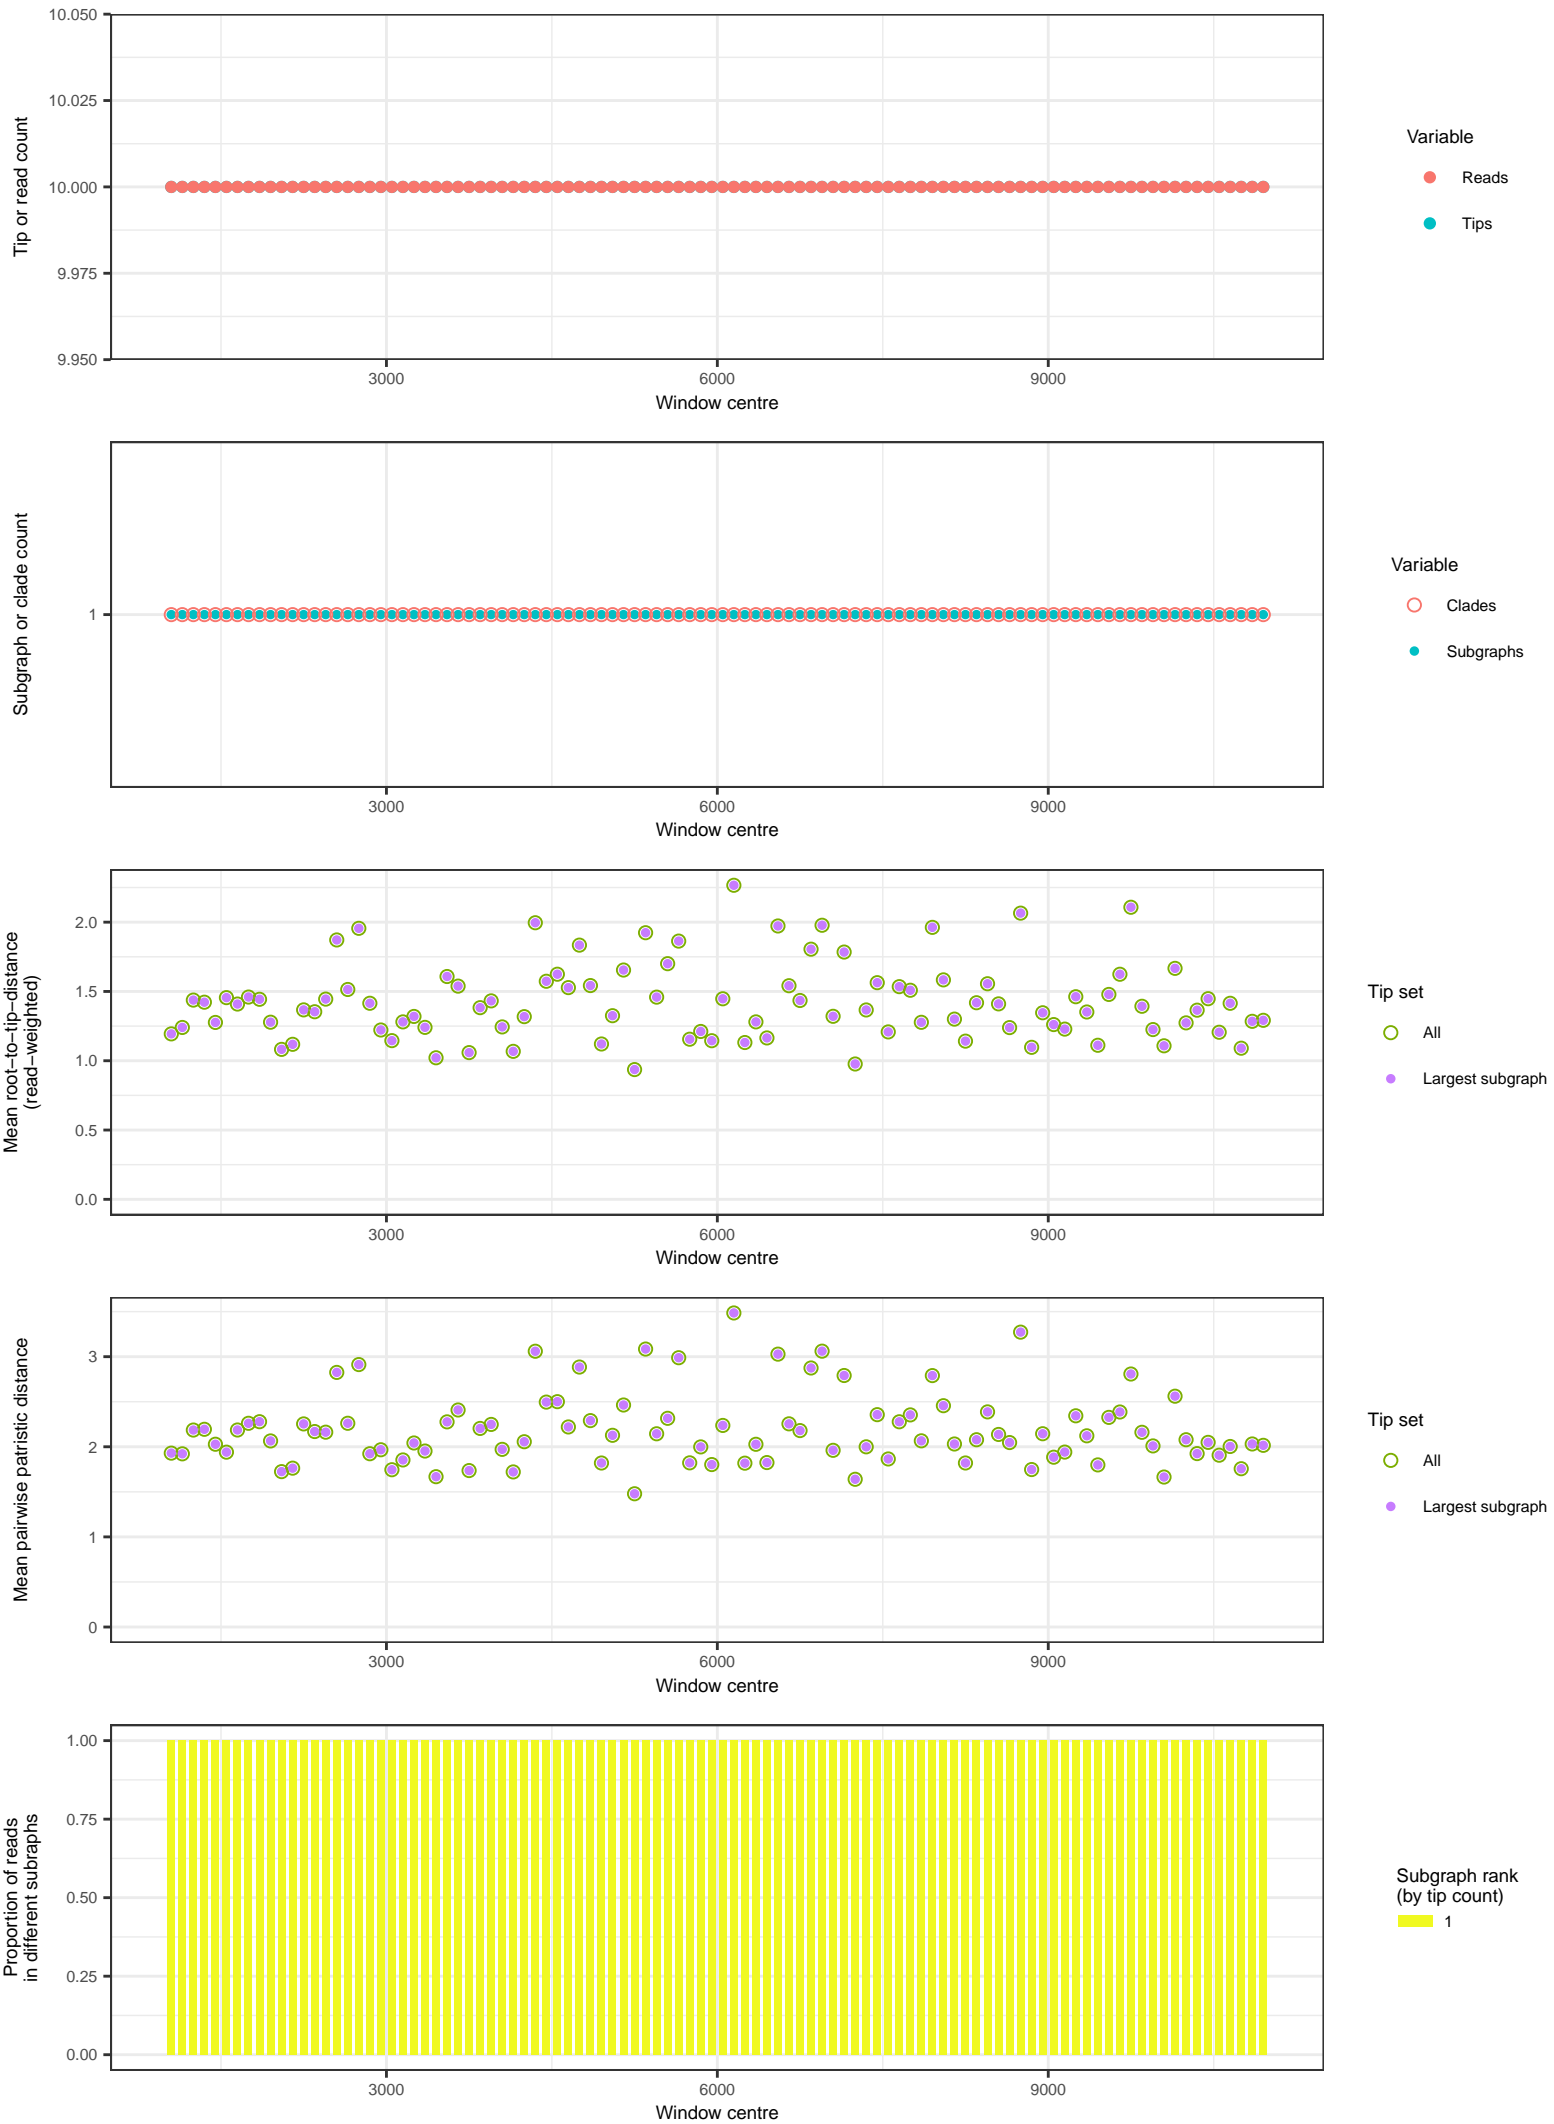 10.050
10.025
10.000
9.975
9.950
Tip or read count
3000
6000
9000
Window centre
Variable
Reads
Tips
1
Subgraph or clade count
3000
6000
9000
Window centre
Variable
Clades
Subgraphs
2.0
1.5
1.0
0.5
0.0
Mean root−to−tip−distance
(read−weighted)
3000
6000
9000
Window centre
Tip set
All
Largest subgraph
3
2
1
0
Mean pairwise patristic distance
3000
6000
9000
Window centre
Tip set
All
Largest subgraph
1.00
0.75
0.50
0.25
0.00
Proportion of reads
in different subraphs
3000
6000
9000
Window centre
Subgraph rank
(by tip count)
1